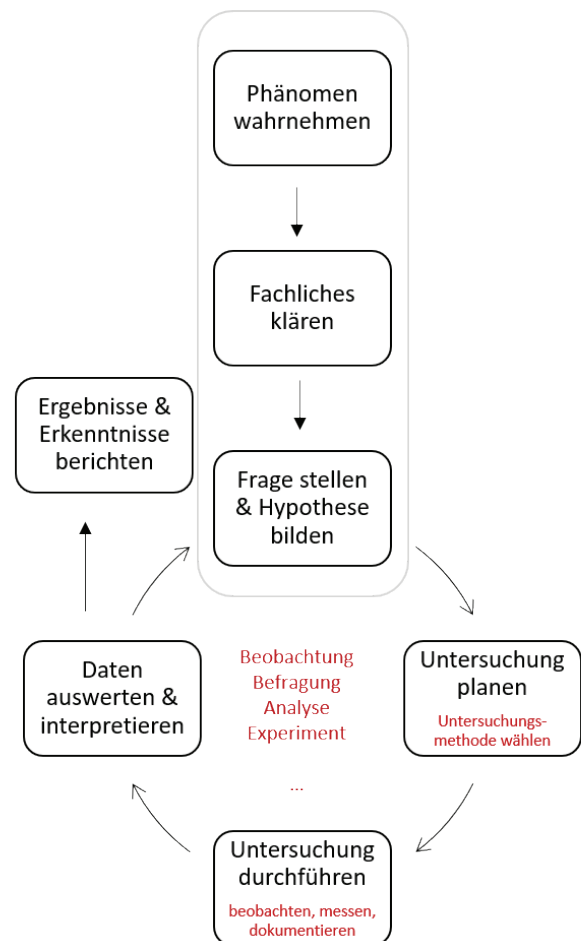 Phänomen
wahrnehmen
Fachliches
klären
Ergebnisse &
Erkenntnisse
berichten
Frage stellen
& Hypothese
bilden
Daten
auswerten &
interpretieren
Beobachtung
Befragung
Analyse
Experiment
...
Untersuchung
planen
Untersuchungs-
methode wählen
Untersuchung
durchführen
beobachten, messen,
dokumentieren